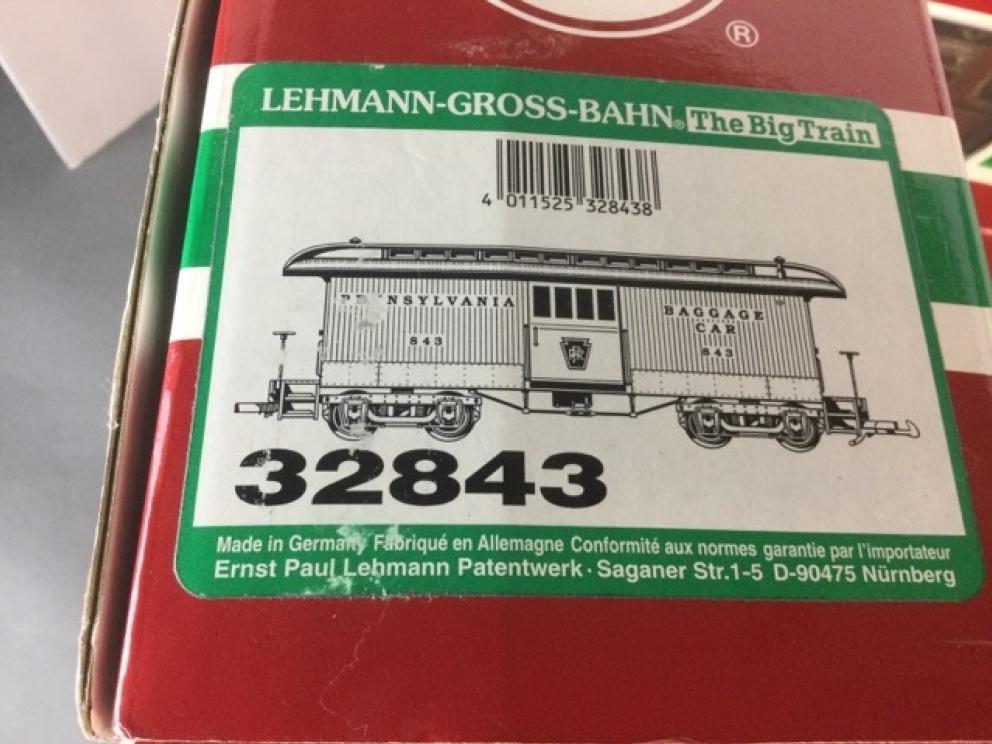 ®
LEHMANN-GROSS-BAHN® The Big Train
4 011525 328438
PENNSYLVANIA
843
BAGGAGE
CAR
843
32843
Made in Germany Fabriqué en Allemagne Conformité aux normes garantie par l'importateur
Ernst Paul Lehmann Patentwerk · Saganer Str.1-5 D-90475 Nürnberg